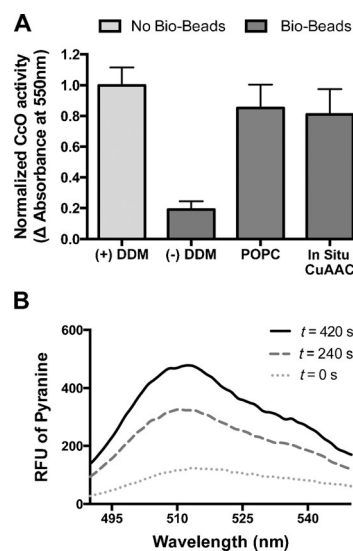 A
No Bio-Beads
Bio-Beads
Normalized CcO activity
(Δ Absorbance at 550nm)
1.2
1.0
0.8
0.6
0.4
0.2
0.0
(+) DDM
(-) DDM
POPC
In Situ
CuAAC
B
RFU of Pyranine
600
400
200
0
t = 420 s
t = 240 s
t = 0 s
495
510
525
540
Wavelength (nm)